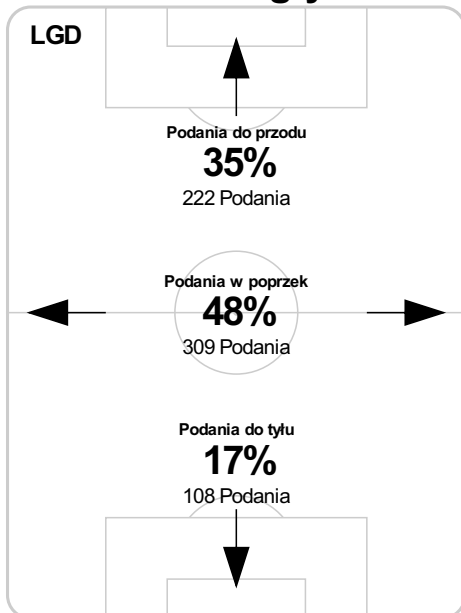 LGD
Podania do przodu
35%
222 Podania
Podania w poprzek
48%
309 Podania
Podania do tyłu
17%
108 Podania